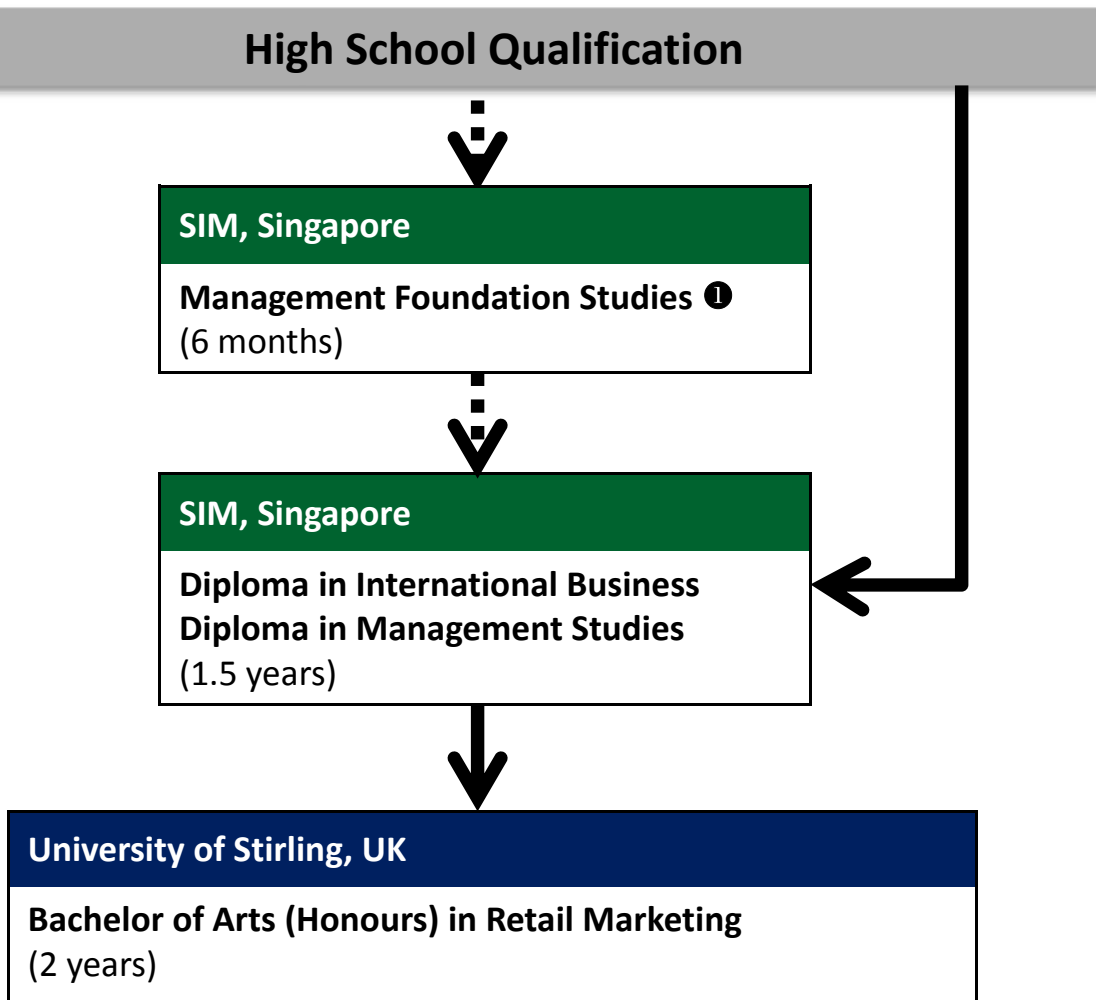 High School Qualification
SIM, Singapore
Management Foundation Studies ❶
(6 months)
SIM, Singapore
Diploma in International Business
Diploma in Management Studies
(1.5 years)
University of Stirling, UK
Bachelor of Arts (Honours) in Retail Marketing
(2 years)